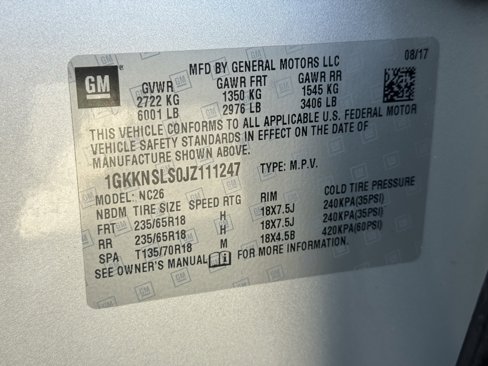 MFD BY GENERAL MOTORS LLC 08/17
GM GVWR GAWR FRT GAWR RR
2722 KG 1350 KG 1545 KG
6001 LB 2976 LB 3406 LB
THIS VEHICLE CONFORMS TO ALL APPLICABLE U.S. FEDERAL MOTOR
VEHICLE SAFETY STANDARDS IN EFFECT ON THE DATE OF
MANUFACTURE SHOWN ABOVE.
1GKKNSLS0JZ111247 TYPE: M.P.V.
MODEL: NC26
NBDM TIRE SIZE SPEED RTG RIM COLD TIRE PRESSURE
FRT 235/65R18 H 18X7.5J 240KPA(35PSI)
RR 235/65R18 H 18X7.5J 240KPA(35PSI)
SPA T135/70R18 M 18X4.5B 420KPA(60PSI)
SEE OWNER'S MANUAL FOR MORE INFORMATION.